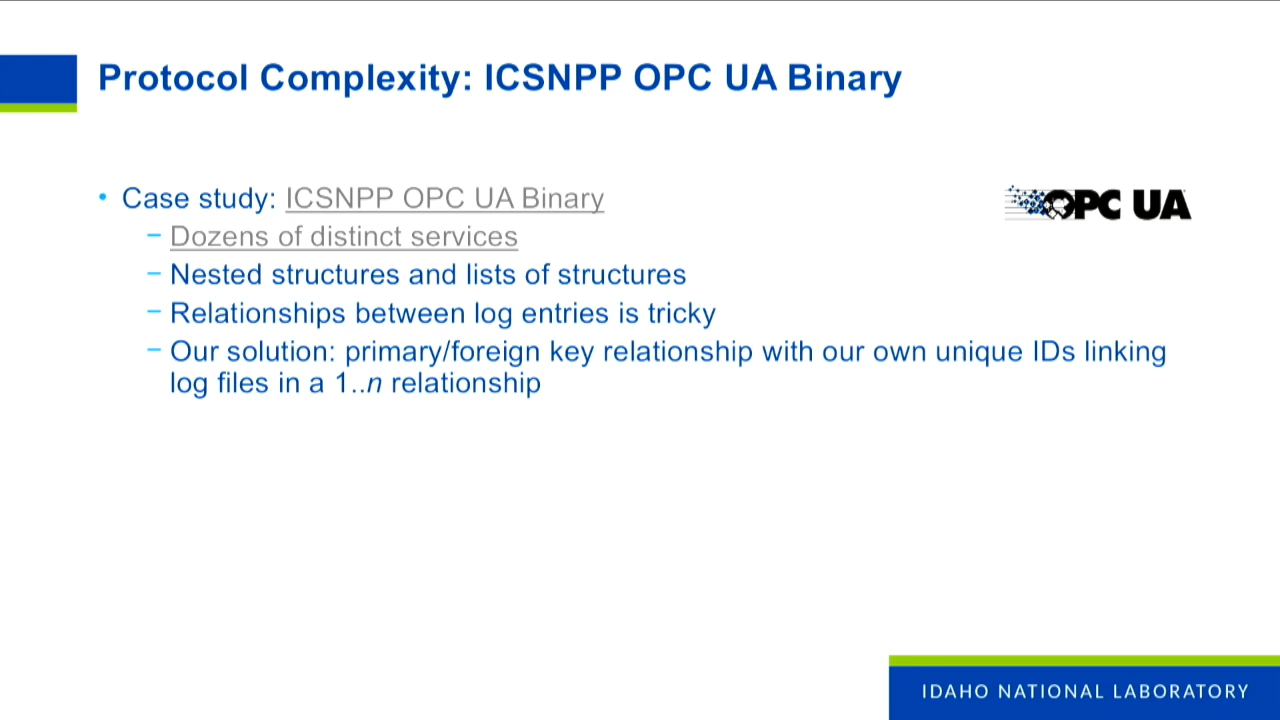 Protocol Complexity: ICSNPP OPC UA Binary
• Case study: ICSNPP OPC UA Binary
OPC UA
– Dozens of distinct services
– Nested structures and lists of structures
– Relationships between log entries is tricky
– Our solution: primary/foreign key relationship with our own unique IDs linking
log files in a 1..n relationship
IDAHO NATIONAL LABORATORY